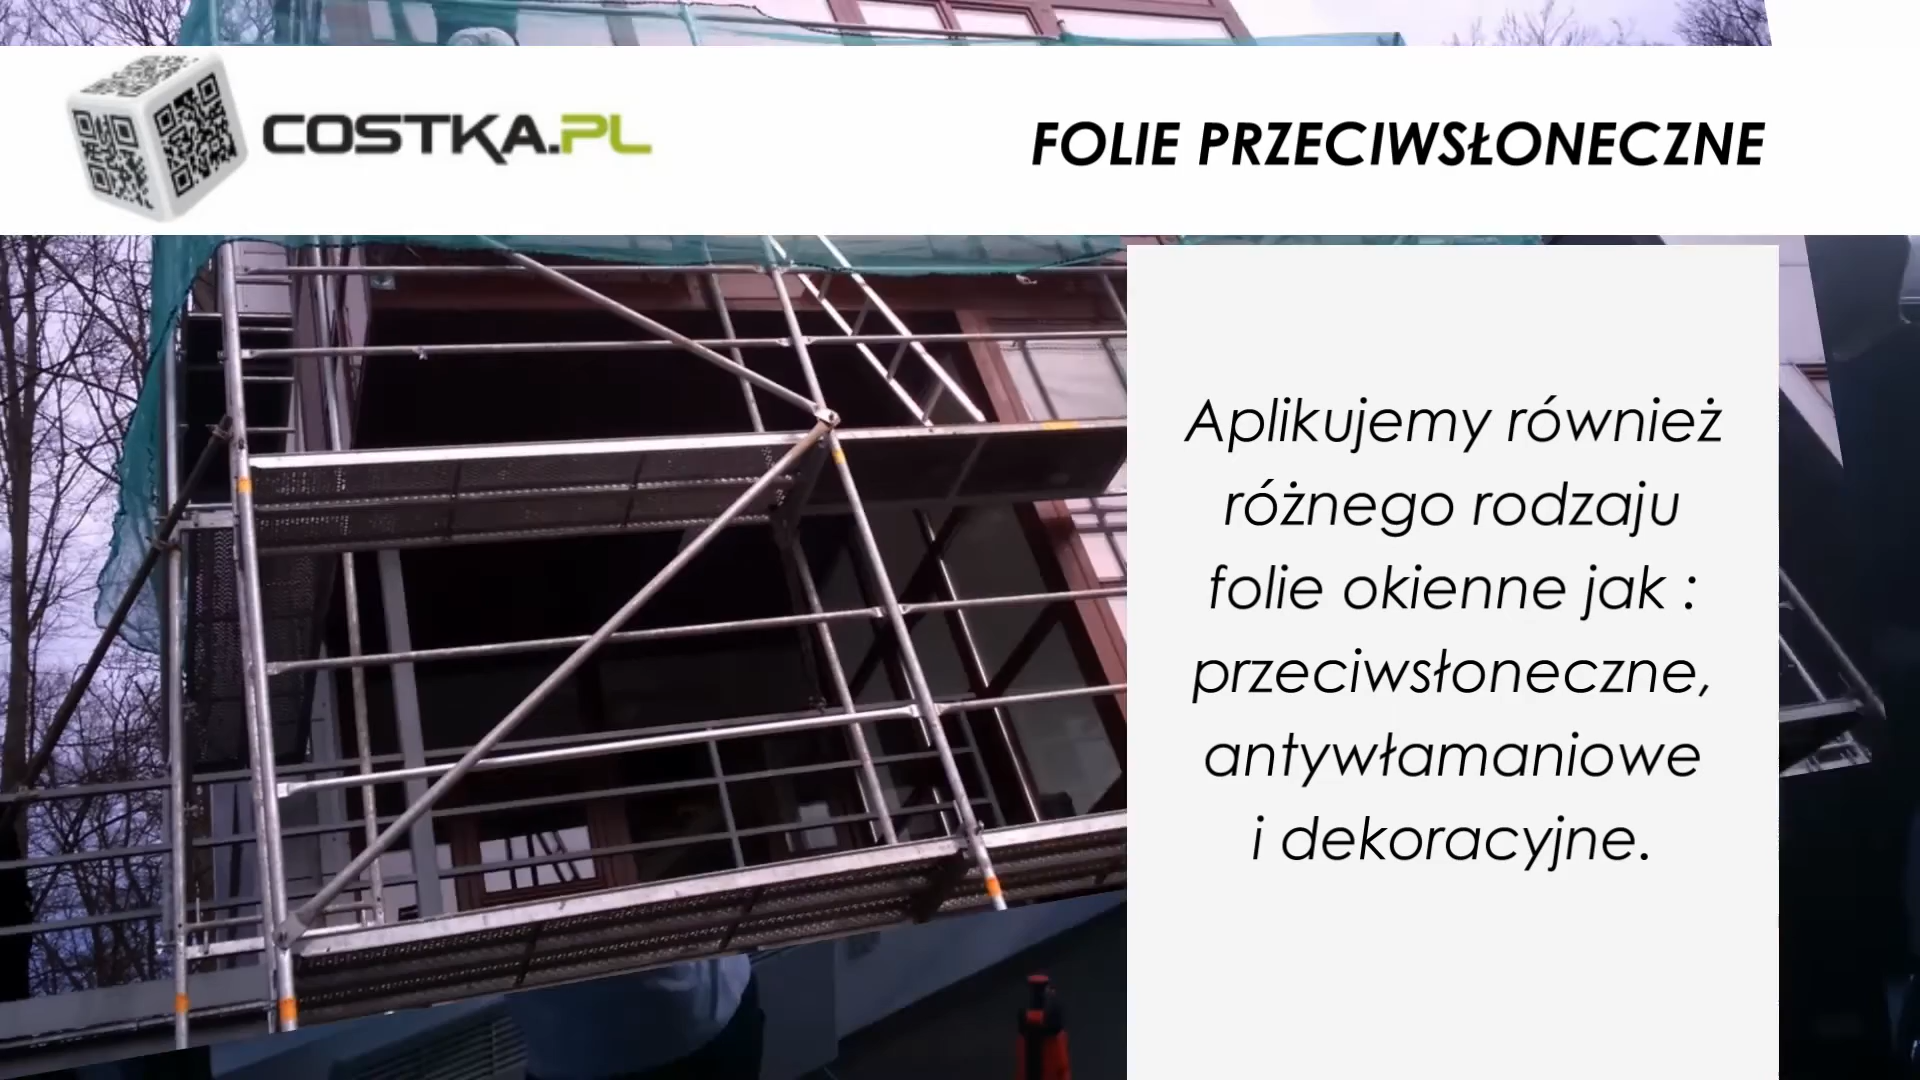 COSTKA.PL
FOLIE PRZECIWSŁONECZNE
Aplikujemy również
różnego rodzaju
folie okienne jak :
przeciwsłoneczne,
antywłamaniowe
i dekoracyjne.